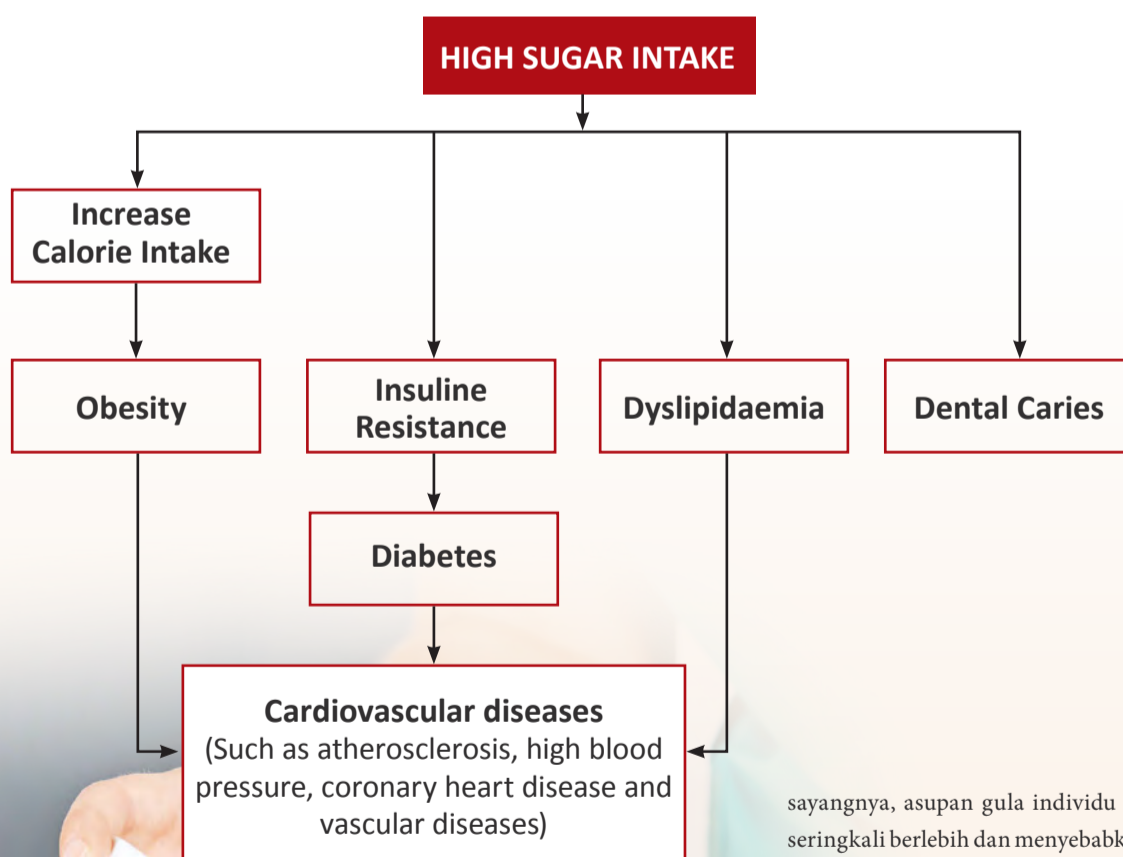 HIGH SUGAR INTAKE
Increase
Calorie Intake
Obesity
Insuline
Resistance
Dyslipidaemia
Dental Caries
Diabetes
Cardiovascular diseases
(Such as atherosclerosis, high blood
pressure, coronary heart disease and
vascular diseases)
sayangnya, asupan gula individu
seringkali berlebih dan menyebabk